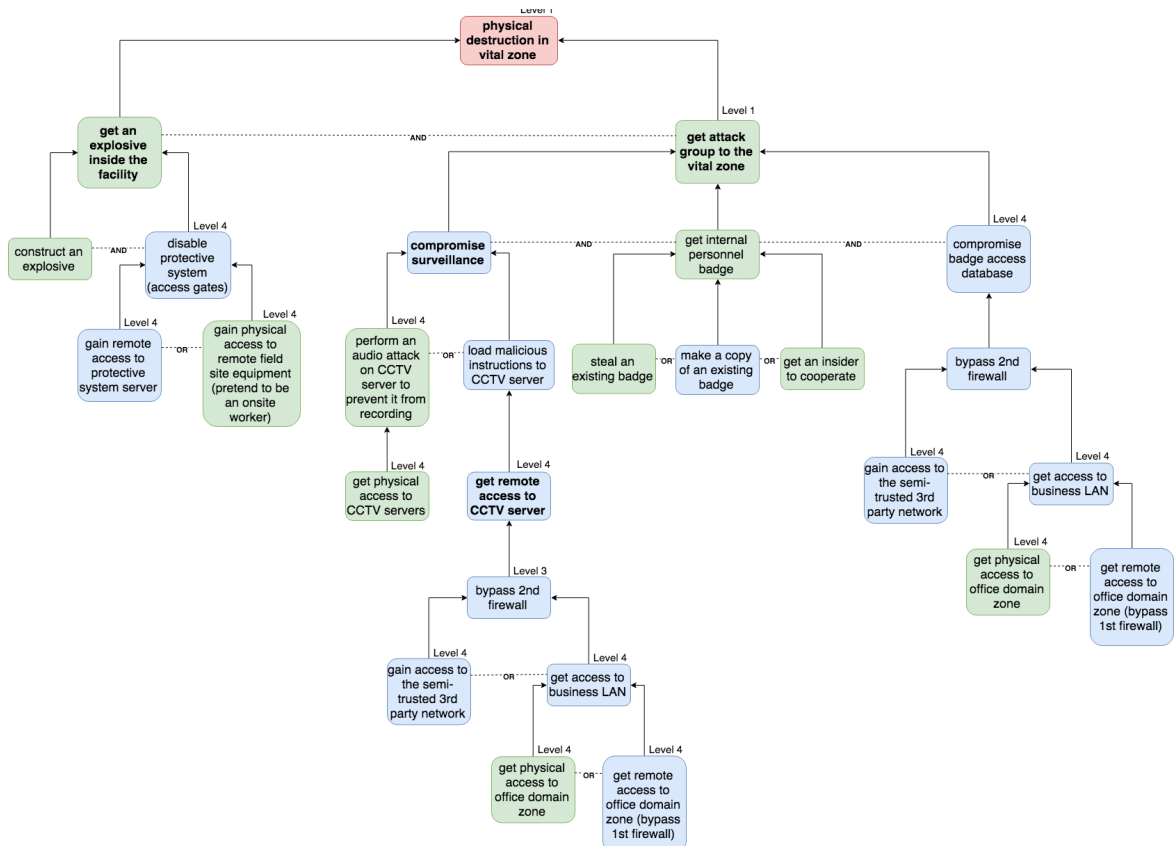 Level 1
physical
destruction in
vital zone
Level 1
get an
explosive
inside the
facility
AND
get attack
group to the
vital zone
Level 4
construct an
explosive
AND
disable
protective
system
(access gates)
compromise
surveillance
AND
get internal
personnel
badge
AND
Level 4
compromise
badge access
database
Level 4
gain remote
access to
protective
system server
OR
Level 4
gain physical
access to
remote field
site equipment
(pretend to be
an onsite
worker)
Level 4
perform an
audio attack
on CCTV
server to
prevent it from
recording
OR
load malicious
instructions to
CCTV server
steal an
existing badge
OR
make a copy
of an existing
badge
OR
get an insider
to cooperate
bypass 2nd
firewall
Level 4
get physical
access to
CCTV servers
Level 4
get remote
access to
CCTV server
Level 4
gain access to
the semi-
trusted 3rd
party network
OR
Level 4
get access to
business LAN
Level 4
get physical
access to
office domain
zone
OR
get remote
access to
office domain
zone (bypass
1st firewall)
Level 3
bypass 2nd
firewall
Level 4
gain access to
the semi-
trusted 3rd
party network
OR
Level 4
get access to
business LAN
Level 4
get physical
access to
office domain
zone
OR
Level 4
get remote
access to
office domain
zone (bypass
1st firewall)